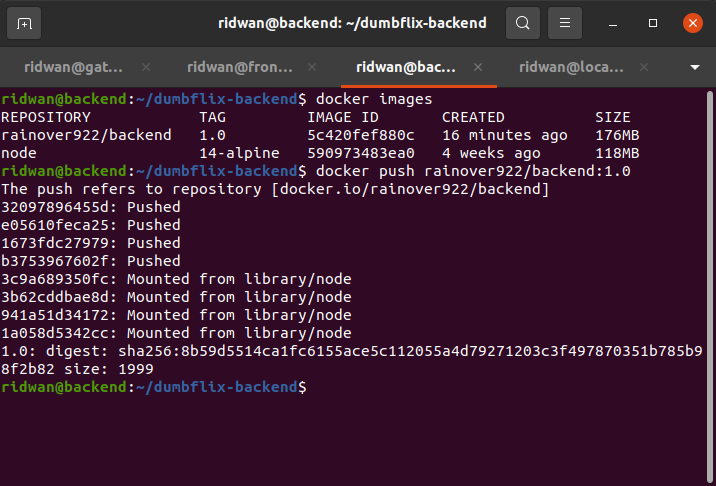 ridwan@backend: ~/dumbflix-backend
ridwan@gat...
ridwan@fron...
ridwan@bac...
ridwan@loca...
ridwan@backend:~/dumbflix-backend$ docker images
REPOSITORY TAG IMAGE ID CREATED SIZE
rainover922/backend 1.0 5c420fef880c 16 minutes ago 176MB
node 14-alpine 590973483ea0 4 weeks ago 118MB
ridwan@backend:~/dumbflix-backend$ docker push rainover922/backend:1.0
The push refers to repository [docker.io/rainover922/backend]
32097896455d: Pushed
e05610feca25: Pushed
1673fdc27979: Pushed
b3753967602f: Pushed
3c9a689350fc: Mounted from library/node
3b62cddbae8d: Mounted from library/node
941a51d34172: Mounted from library/node
1a058d5342cc: Mounted from library/node
1.0: digest: sha256:8b59d5514ca1fc6155ace5c112055a4d79271203c3f497870351b785b9
8f2b82 size: 1999
ridwan@backend:~/dumbflix-backend$